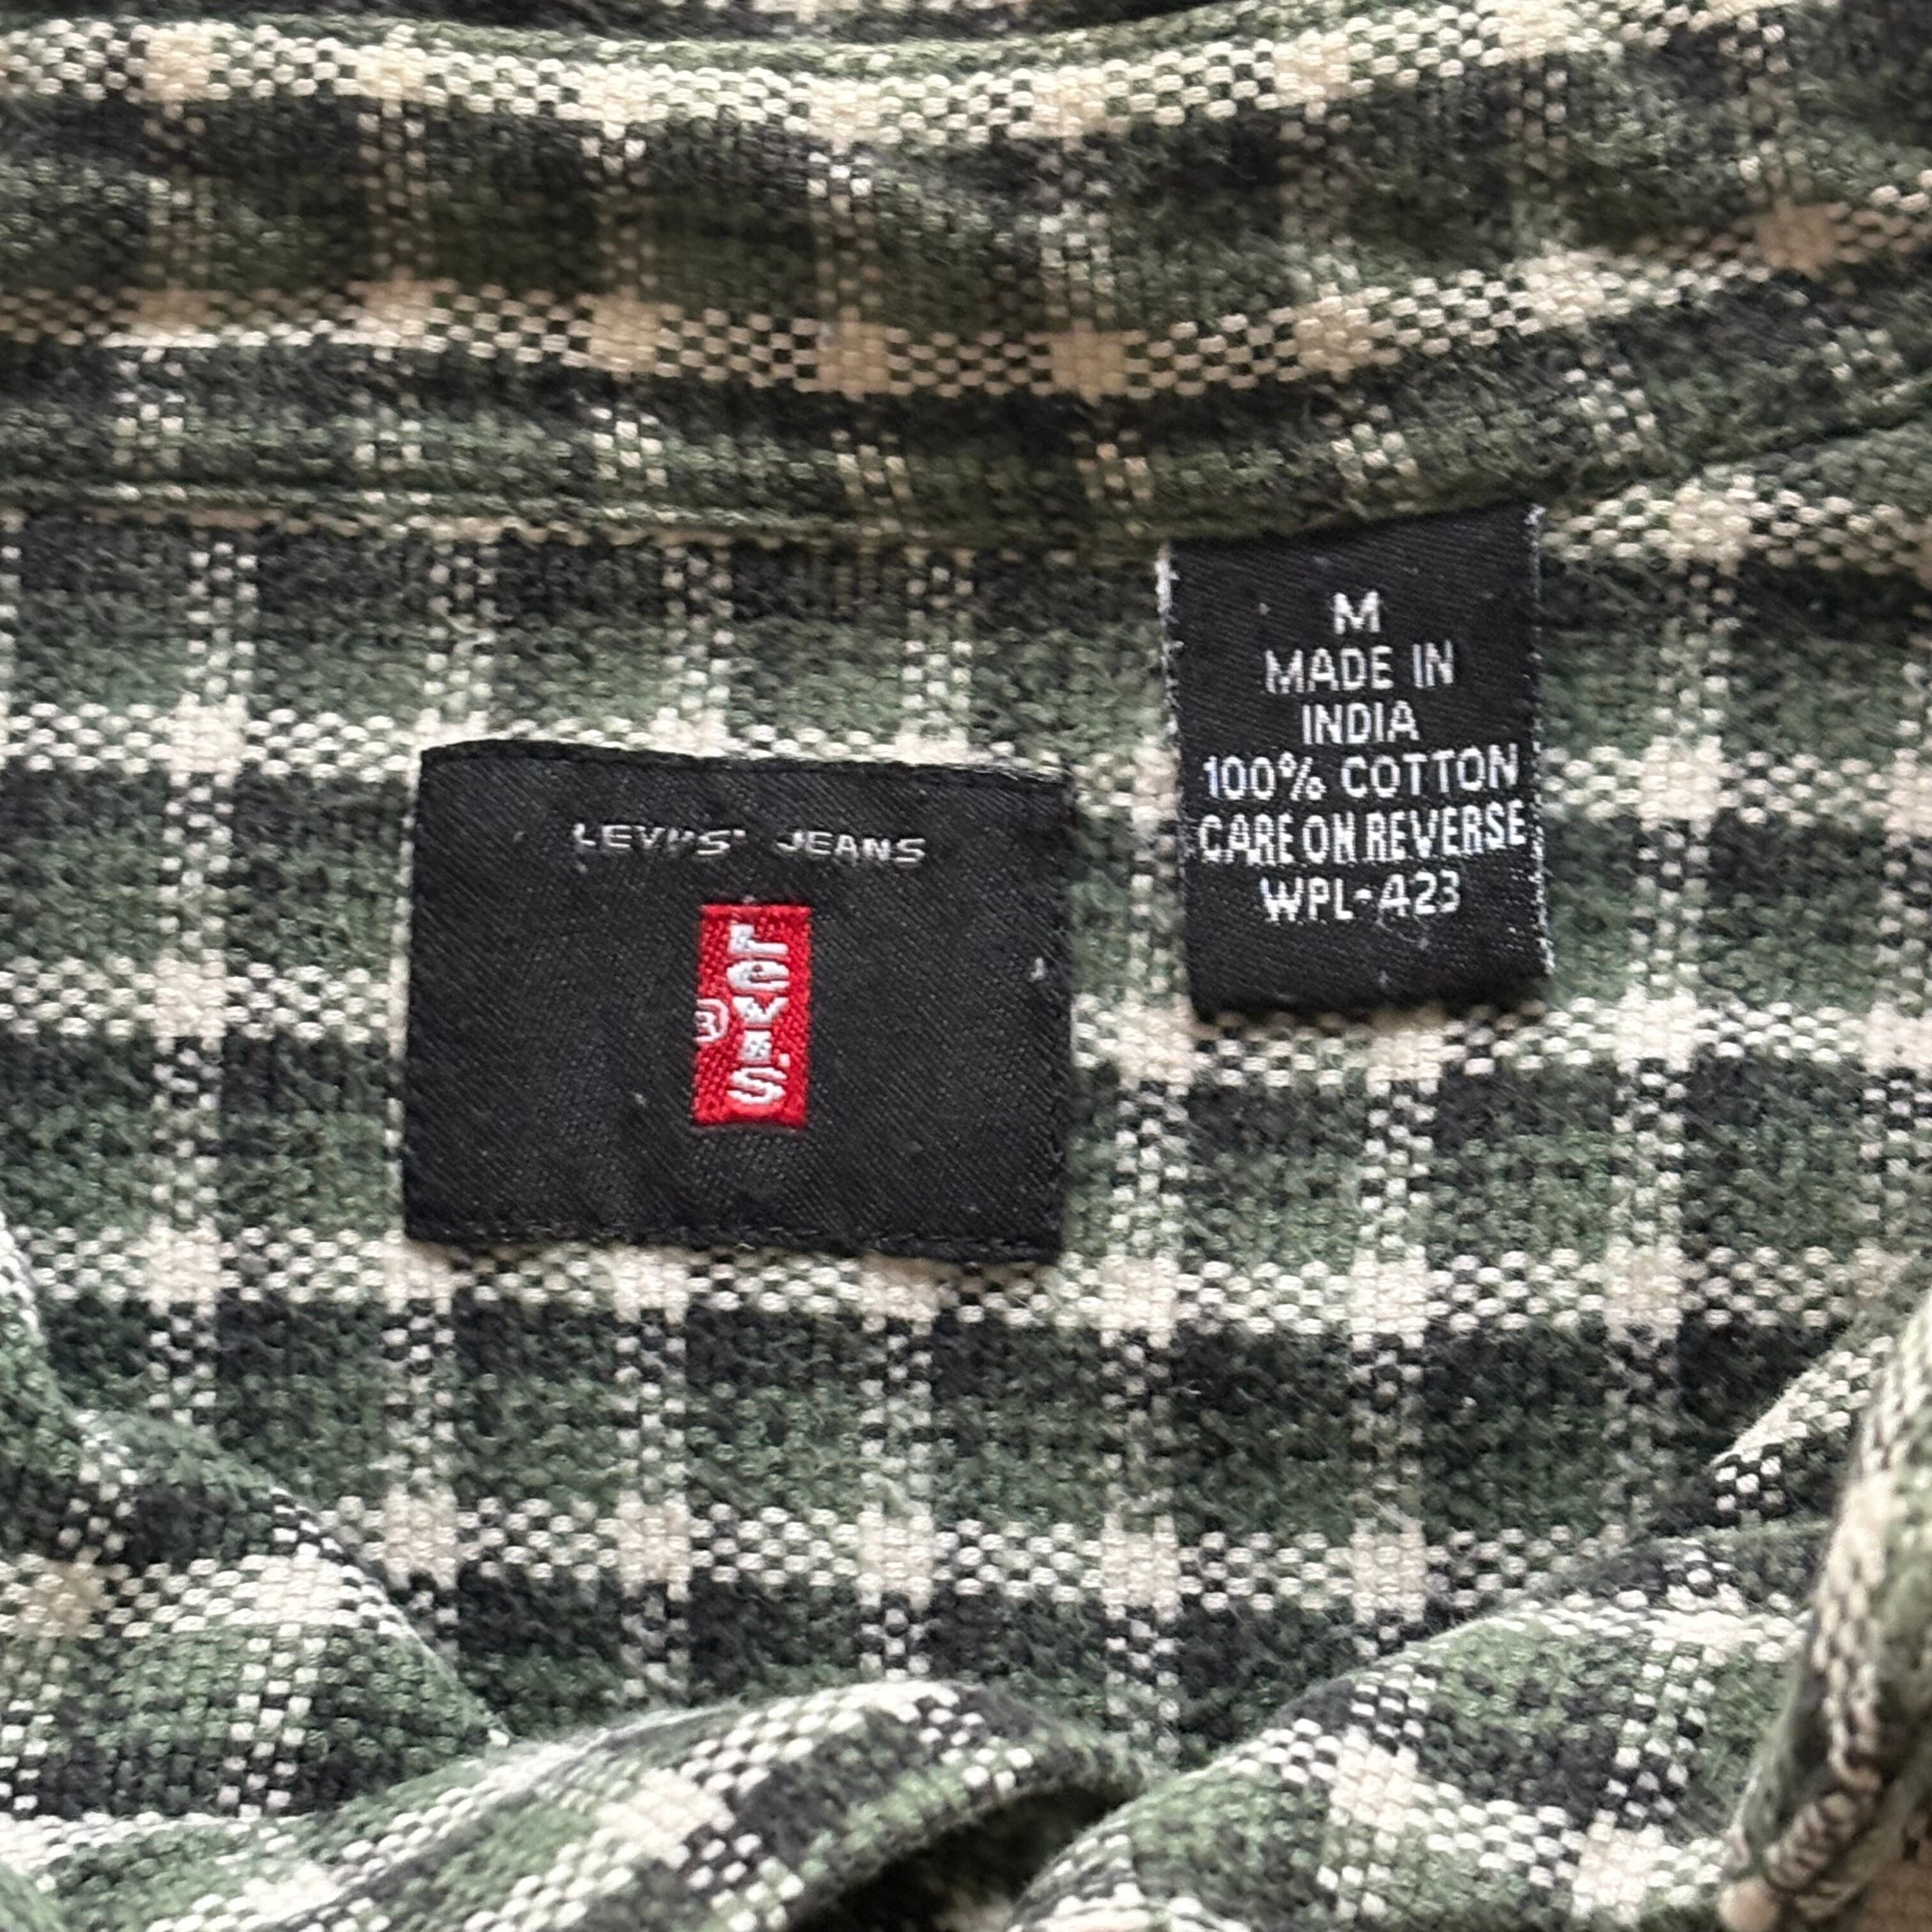 M
MADE IN
INDIA
100% COTTON
CARE ON REVERSE
WPL-423
LEVI'S® JEANS
LEVI'S
®